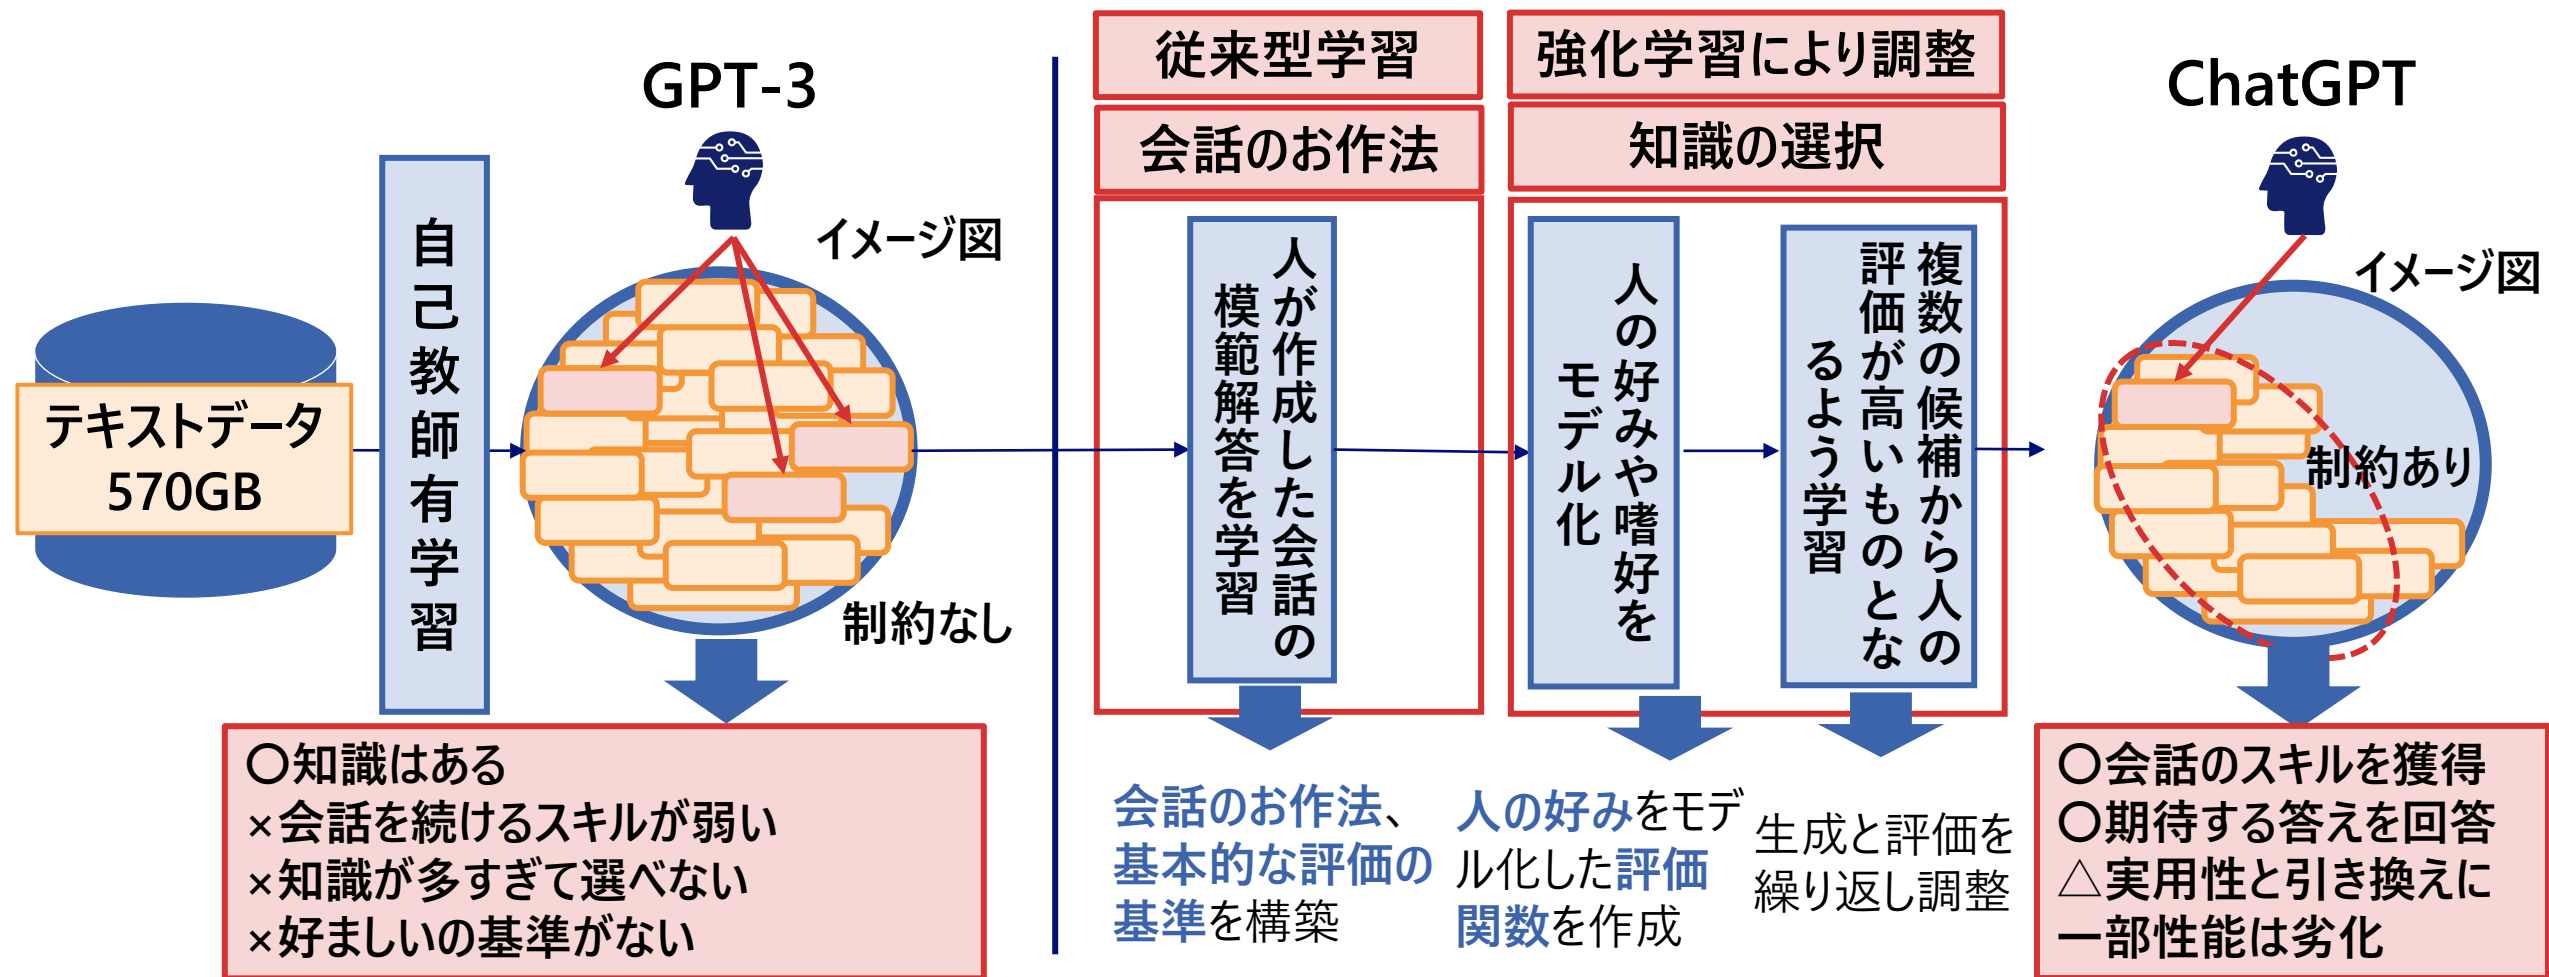 GPT-3
イメージ図
テキストデータ
570GB
自己教師有学習
制約なし
〇知識はある
×会話を続けるスキルが弱い
×知識が多すぎて選べない
×好ましいの基準がない
従来型学習
会話のお作法
人が作成した会話の
模範解答を学習
会話のお作法、
基本的な評価の
基準を構築
強化学習により調整
知識の選択
人の好みや嗜好を
モデル化
人の好みをモデ
ル化した評価
関数を作成
複数の候補から人の
評価が高いものとな
るよう学習
生成と評価を
繰り返し調整
ChatGPT
イメージ図
制約あり
〇会話のスキルを獲得
〇期待する答えを回答
△実用性と引き換えに
一部性能は劣化